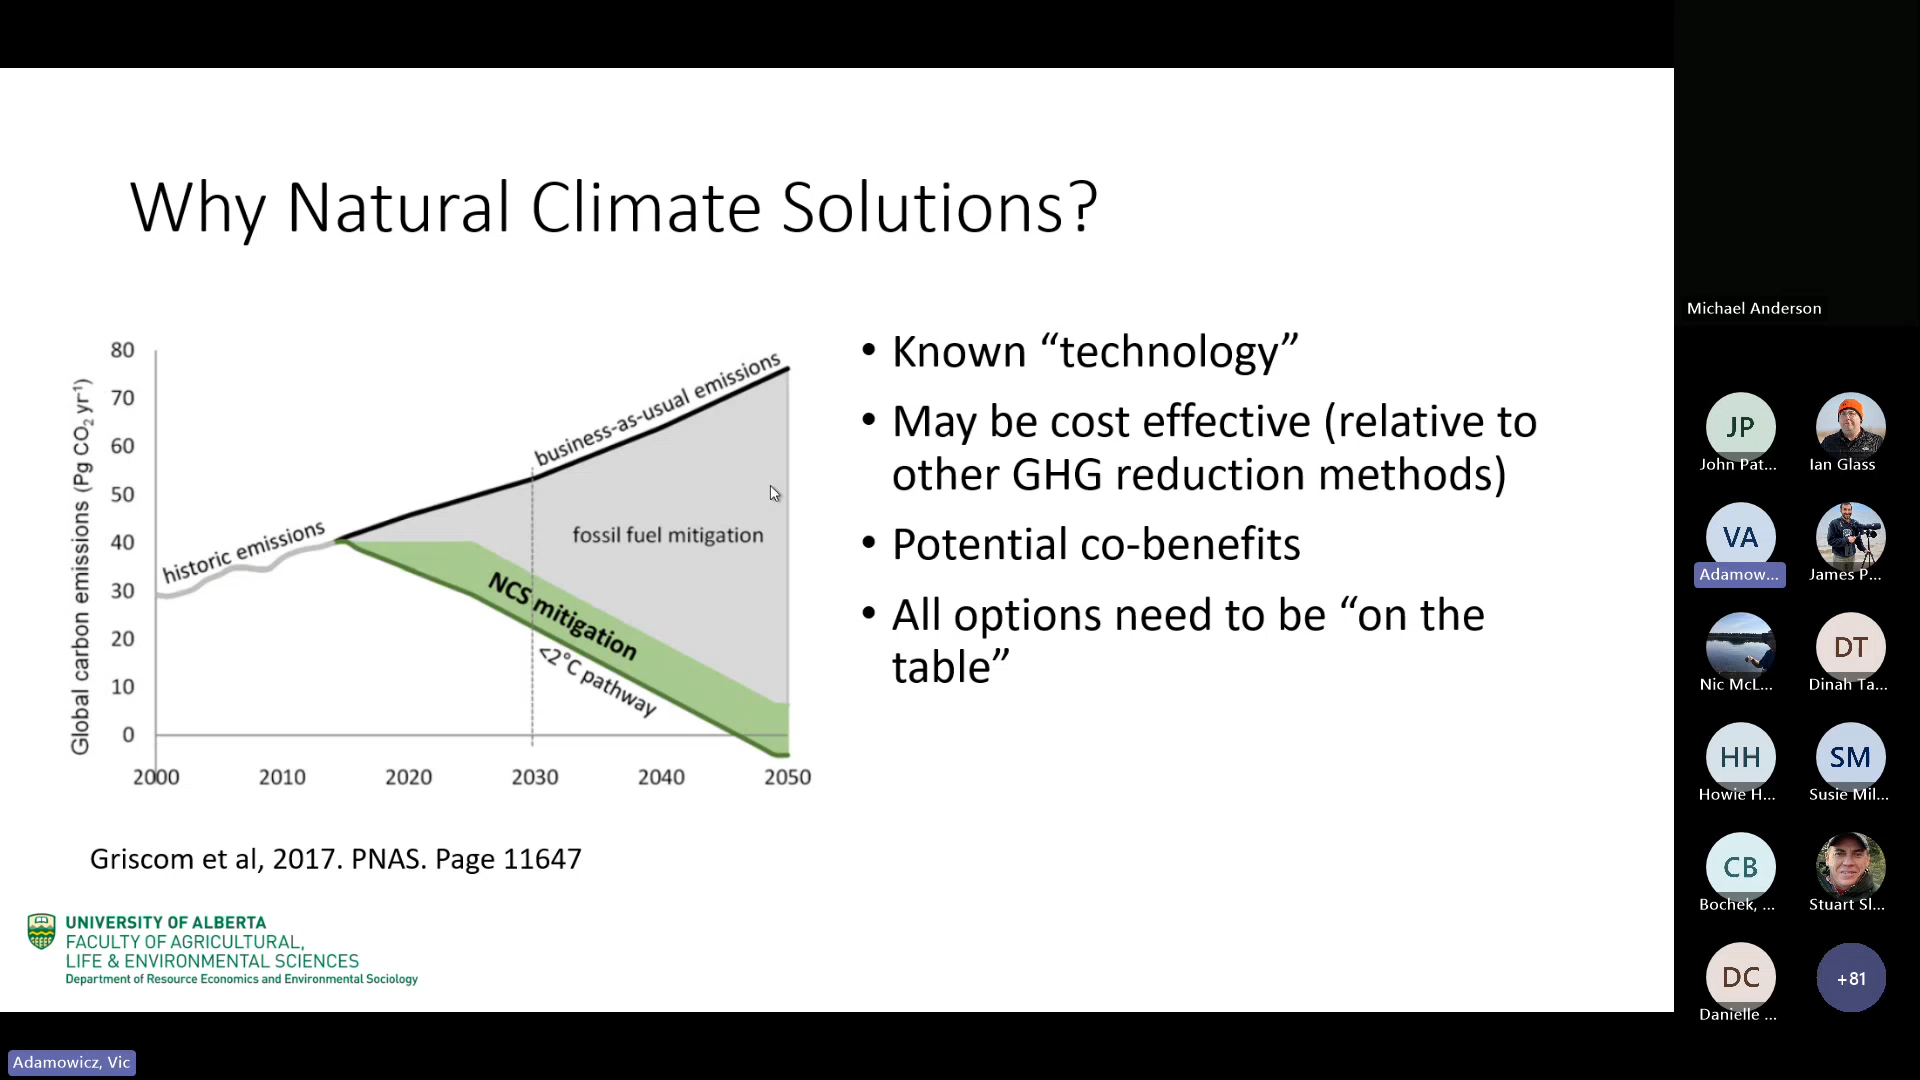 Why Natural Climate Solutions?
Global carbon emissions (Pg CO2 yr-1)
80
70
60
50
40
30
20
10
0
2000 2010 2020 2030 2040 2050
historic emissions
business-as-usual emissions
fossil fuel mitigation
NCS mitigation
<2°C pathway
• Known “technology”
• May be cost effective (relative to
other GHG reduction methods)
• Potential co-benefits
• All options need to be “on the
table”
Griscom et al, 2017. PNAS. Page 11647
UNIVERSITY OF ALBERTA
FACULTY OF AGRICULTURAL,
LIFE & ENVIRONMENTAL SCIENCES
Department of Resource Economics and Environmental Sociology
Adamowicz, Vic
Michael Anderson
JP
John Pat...
Ian Glass
VA
Adamow...
James P...
Nic McL...
DT
Dinah Ta...
HH
Howie H...
SM
Susie Mil...
CB
Bochek, ...
Stuart Sl...
DC
Danielle ...
+81